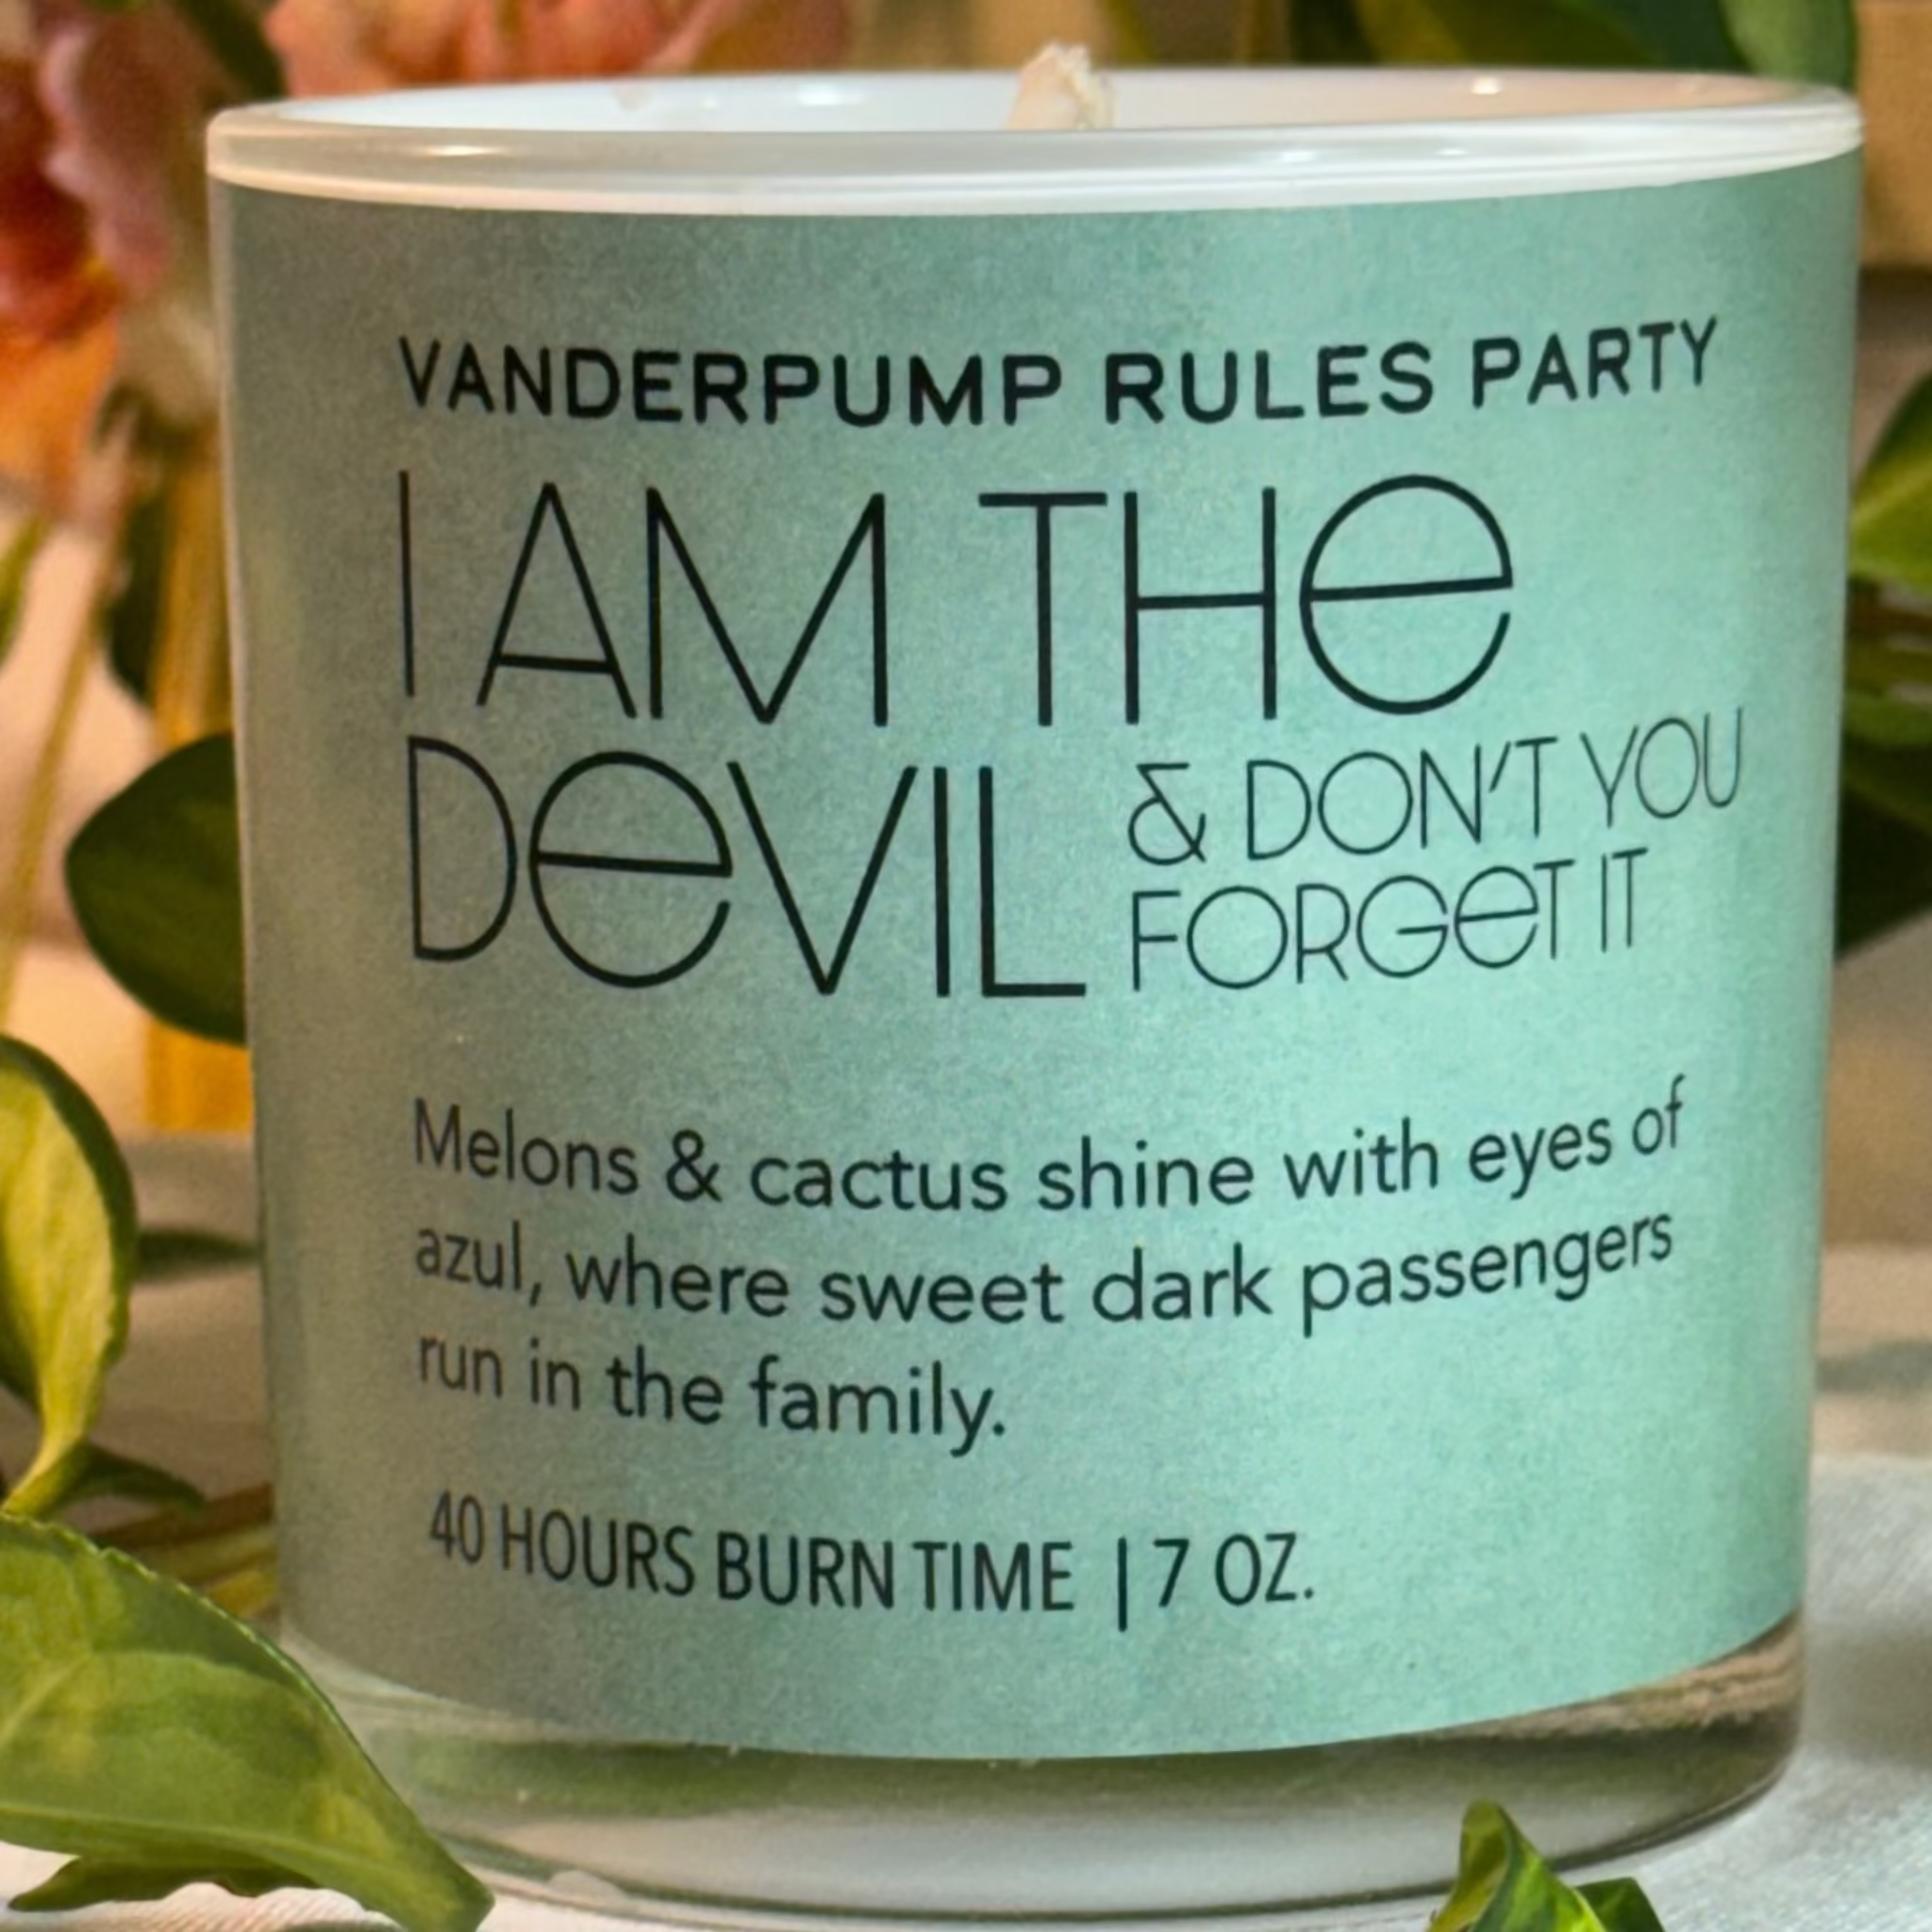 VANDERPUMP RULES PARTY
I AM THe
DeVIL & DON'T YOU
FORGeT IT
Melons & cactus shine with eyes of
azul, where sweet dark passengers
run in the family.
40 HOURS BURN TIME | 7 OZ.